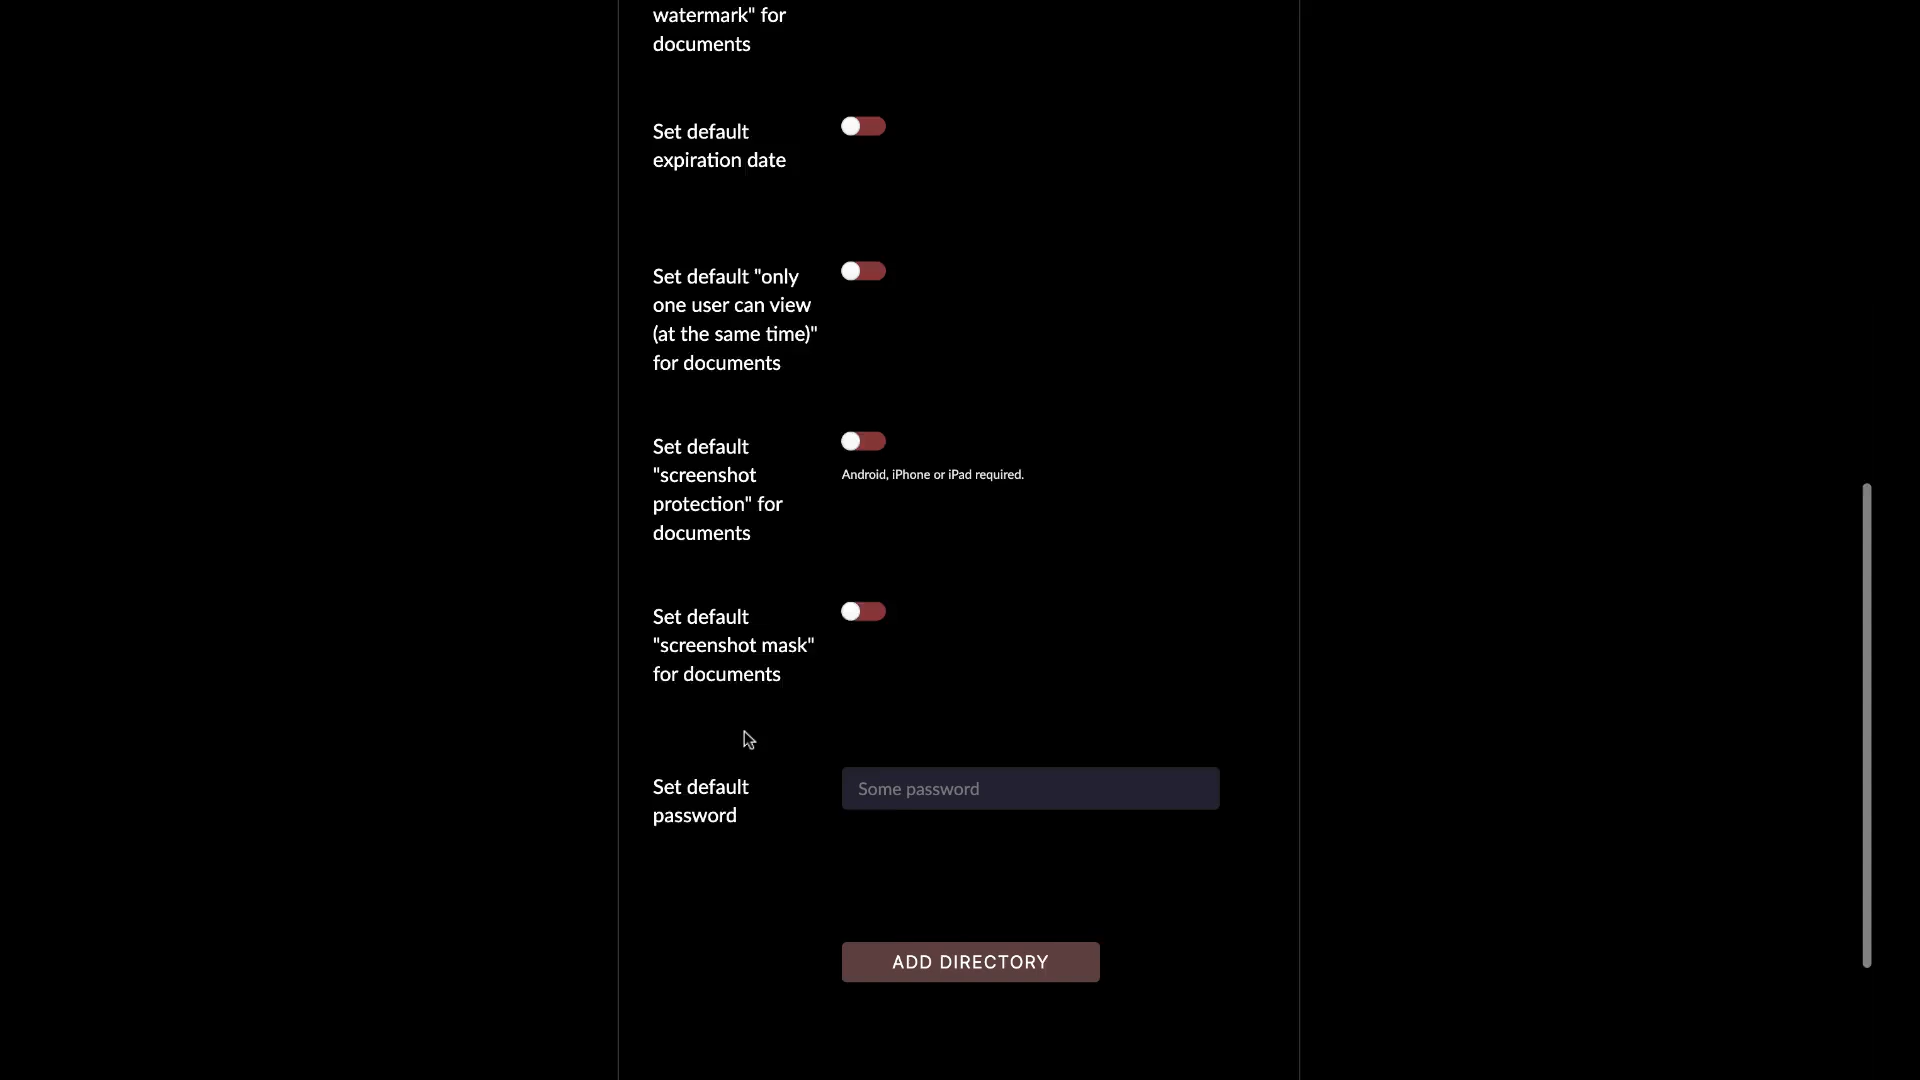 watermark" for
documents
Set default
expiration date
Set default "only
one user can view
(at the same time)"
for documents
Set default
"screenshot
protection" for
documents
Android, iPhone or iPad required.
Set default
"screenshot mask"
for documents
Set default
password
Some password
ADD DIRECTORY